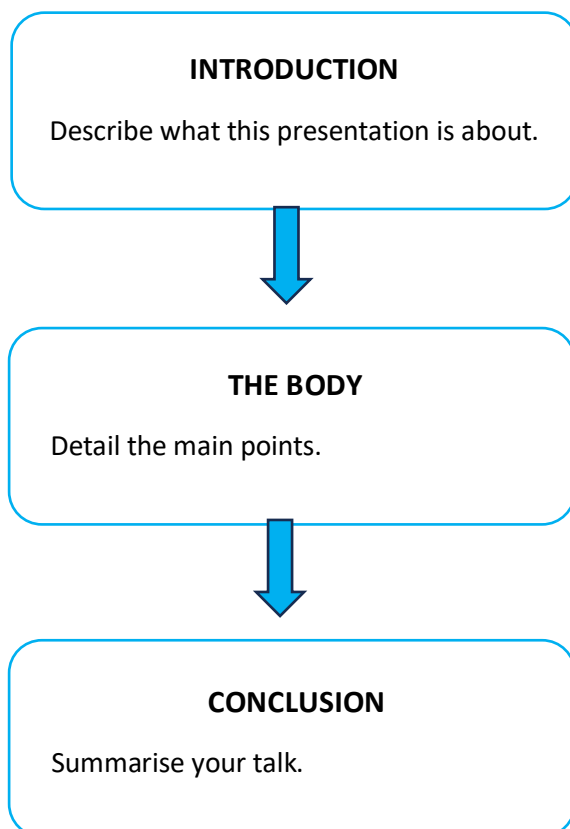 INTRODUCTION
Describe what this presentation is about.
THE BODY
Detail the main points.
CONCLUSION
Summarise your talk.